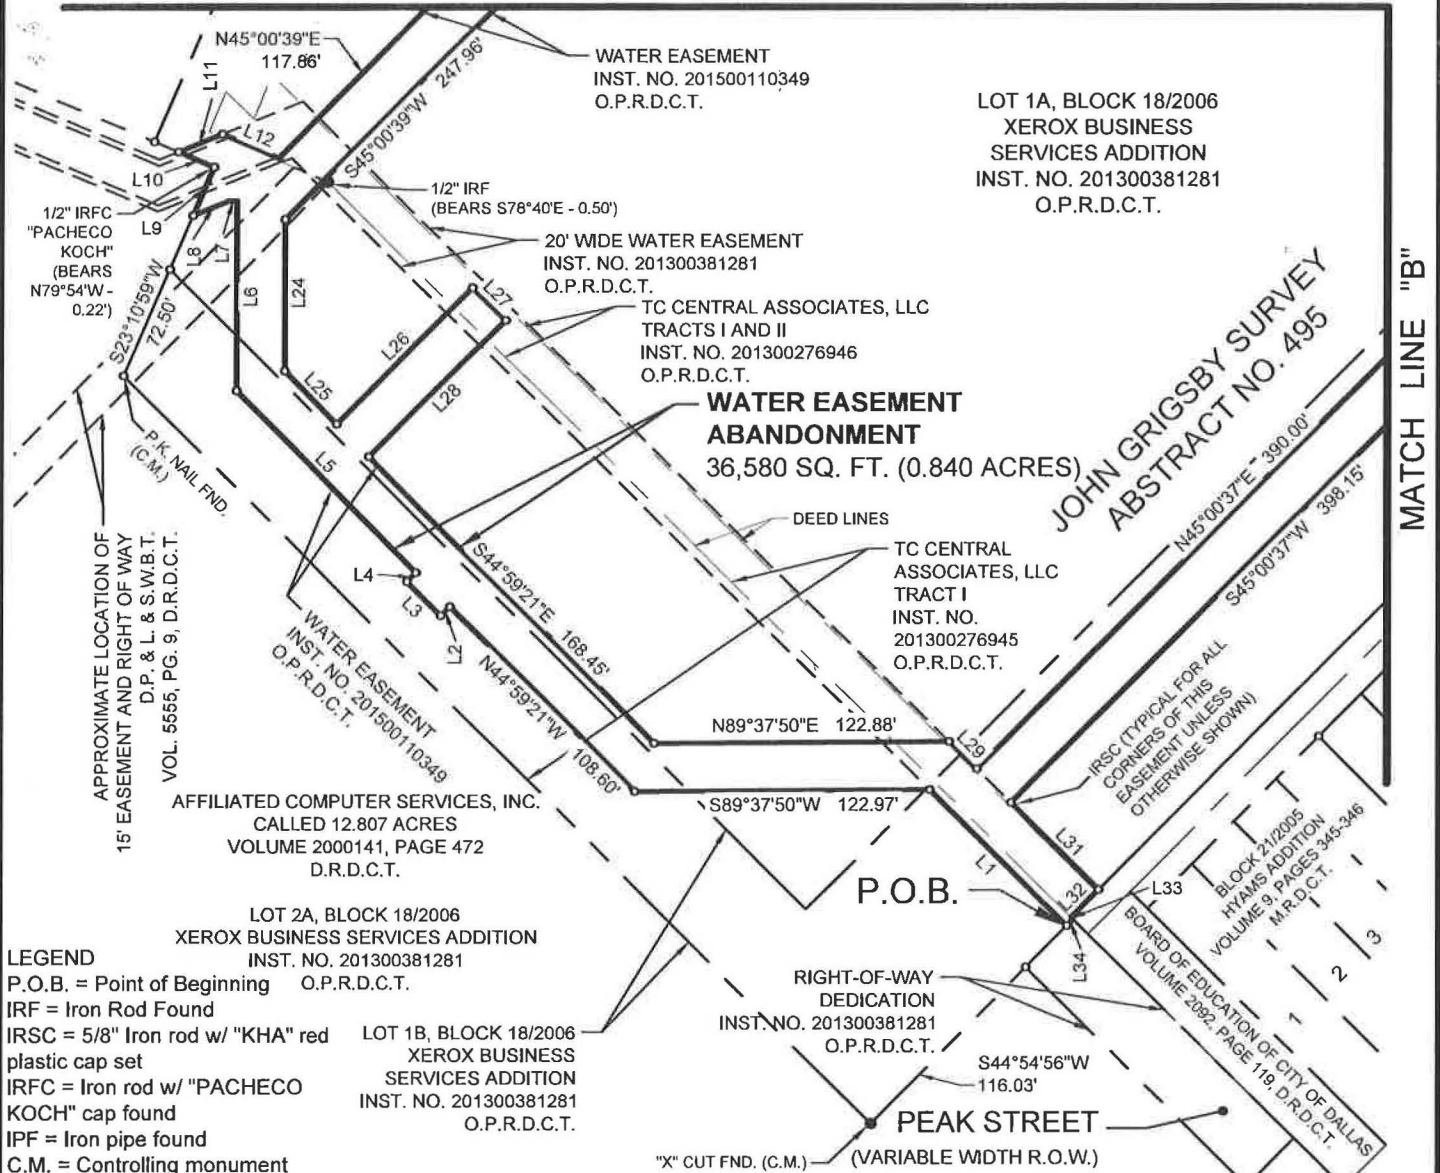 N45°00'39"E
117.86'
L11
L12
S45°00'39"W 247.96'
WATER EASEMENT
INST. NO. 201500110349
O.P.R.D.C.T.
LOT 1A, BLOCK 18/2006
XEROX BUSINESS
SERVICES ADDITION
INST. NO. 201300381281
O.P.R.D.C.T.
L10
1/2" IRF
(BEARS S78°40'E - 0.50')
1/2" IRFC
"PACHECO
KOCH"
(BEARS
N79°54'W -
0.22')
L9
L8
L7
L6
L24
20' WIDE WATER EASEMENT
INST. NO. 201300381281
O.P.R.D.C.T.
S23°10'59"W
72.50'
L27
L26
L25
L28
TC CENTRAL ASSOCIATES, LLC
TRACTS I AND II
INST. NO. 201300276946
O.P.R.D.C.T.
WATER EASEMENT
ABANDONMENT
36,580 SQ. FT. (0.840 ACRES)
JOHN GRIGSBY SURVEY
ABSTRACT NO. 495
MATCH LINE "B"
P.K. NAIL FND.
(C.M.)
L5
N45°00'37"E 390.00'
S45°00'37"W 398.15'
DEED LINES
APPROXIMATE LOCATION OF
15' EASEMENT AND RIGHT OF WAY
D.P. & L. & S.W.B.T.
VOL. 5555, PG. 9, D.R.D.C.T.
TC CENTRAL
ASSOCIATES, LLC
TRACT I
INST. NO.
201300276945
O.P.R.D.C.T.
L4
L3
L2
S44°59'21"E 168.45'
N44°59'21"W 108.60'
WATER EASEMENT
INST. NO. 201500110349
O.P.R.D.C.T.
N89°37'50"E 122.88'
L29
IRSC (TYPICAL FOR ALL
CORNERS OF THIS
EASEMENT UNLESS
OTHERWISE SHOWN)
S89°37'50"W 122.97'
AFFILIATED COMPUTER SERVICES, INC.
CALLED 12.807 ACRES
VOLUME 2000141, PAGE 472
D.R.D.C.T.
L31
L1
P.O.B.
L32
L33
L34
BLOCK 21/2005
HYAMS ADDITION
VOLUME 9, PAGES 345-346
M.R.D.C.T.
3
2
1
BOARD OF EDUCATION OF CITY OF DALLAS
VOLUME 2092, PAGE 119, D.R.D.C.T.
LOT 2A, BLOCK 18/2006
XEROX BUSINESS SERVICES ADDITION
INST. NO. 201300381281
O.P.R.D.C.T.
RIGHT-OF-WAY
DEDICATION
INST. NO. 201300381281
O.P.R.D.C.T.
LOT 1B, BLOCK 18/2006
XEROX BUSINESS
SERVICES ADDITION
INST. NO. 201300381281
O.P.R.D.C.T.
S44°54'56"W
116.03'
PEAK STREET
(VARIABLE WIDTH R.O.W.)
"X" CUT FND. (C.M.)
LEGEND
P.O.B. = Point of Beginning
IRF = Iron Rod Found
IRSC = 5/8" Iron rod w/ "KHA" red
plastic cap set
IRFC = Iron rod w/ "PACHECO
KOCH" cap found
IPF = Iron pipe found
C.M. = Controlling monument